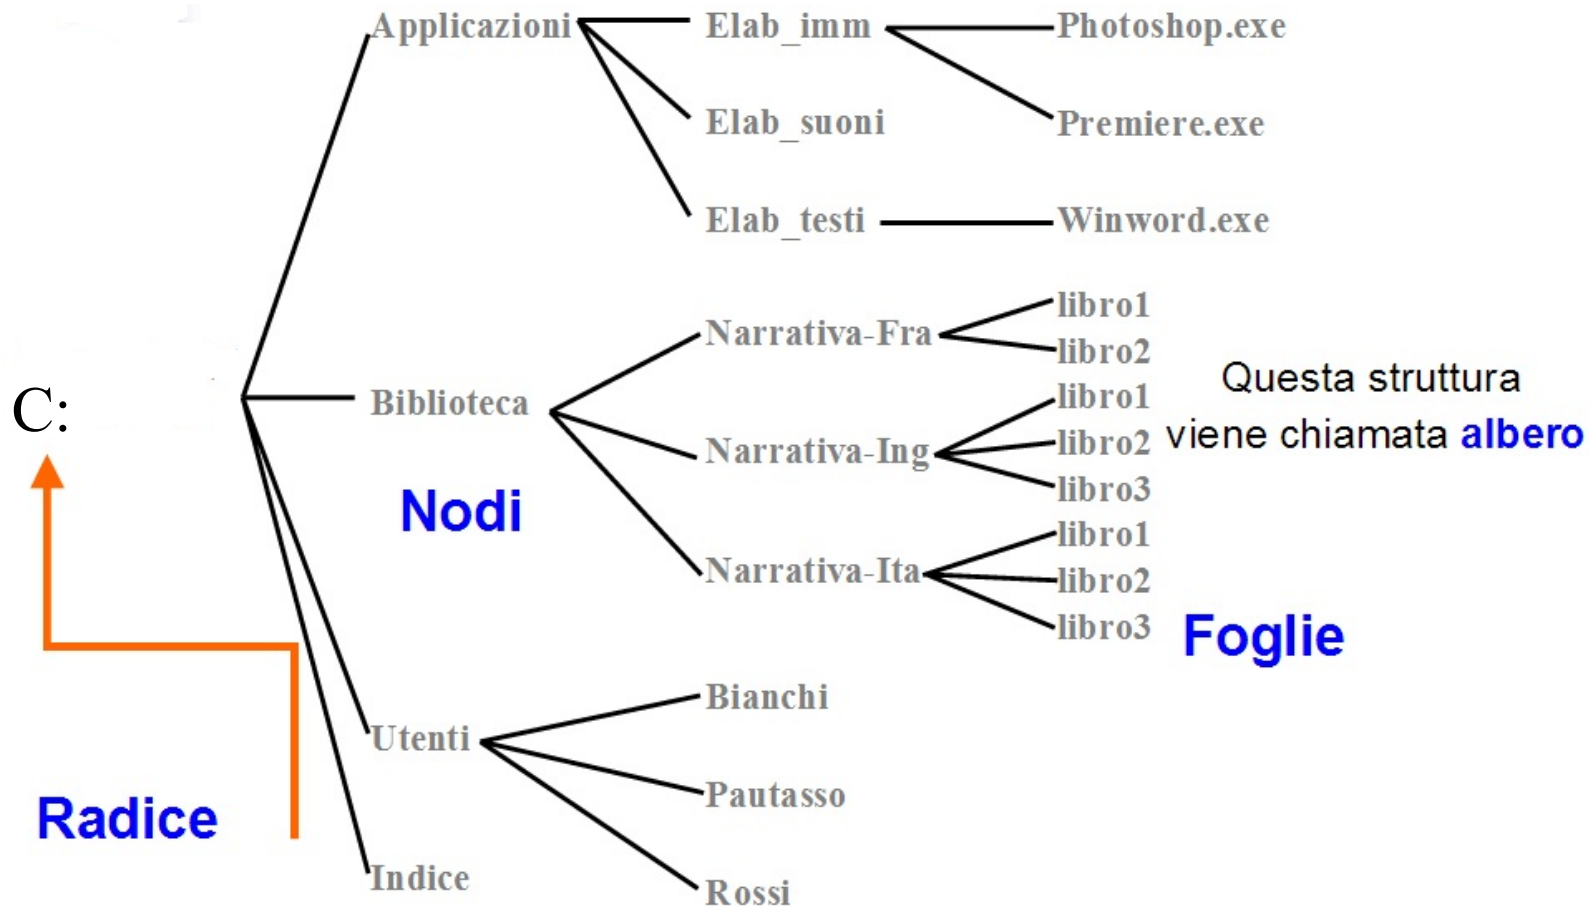 Applicazioni
Elab_imm
Photoshop.exe
Premiere.exe
Elab_suoni
Elab_testi
Winword.exe
C:
Biblioteca
Narrativa-Fra
libro1
libro2
Narrativa-Ing
libro1
libro2
libro3
Narrativa-Ita
libro1
libro2
libro3
Questa struttura
viene chiamata albero
Nodi
Foglie
Utenti
Bianchi
Pautasso
Rossi
Radice
Indice